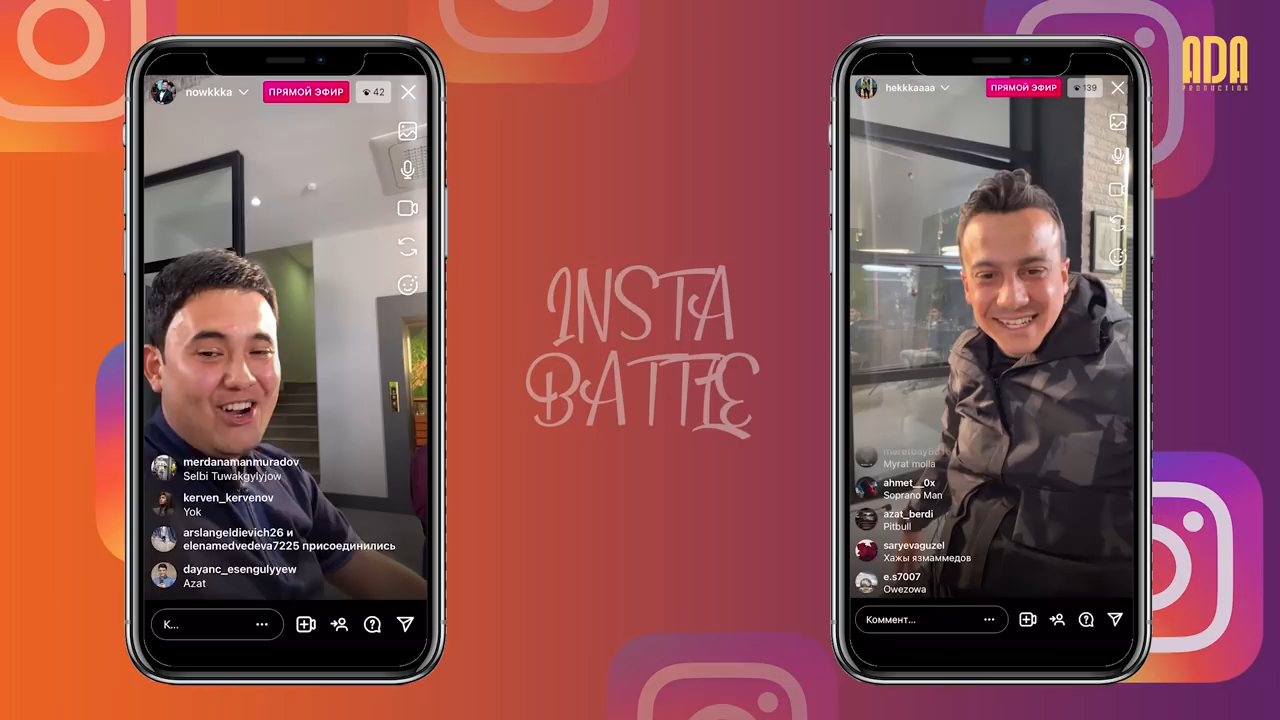 nowkkka
ПРЯМОЙ ЭФИР
42
merdanamanmuradov
Selbi Tuwakgylyjow
kerven_kervenov
Yok
arslangeldievich26 и
elenamedvedeva7225 присоединились
dayanc_esengulyyew
Azat
К...
INSTA
BATTLE
hekkkaaaa
ПРЯМОЙ ЭФИР
139
Myrat molla
ahmet__0x
Soprano Man
azat_berdi
Pitbull
saryevaguzel
Хажы язмаммедов
e.s7007
Owezowa
Коммент...
ADA
PRODUCTION